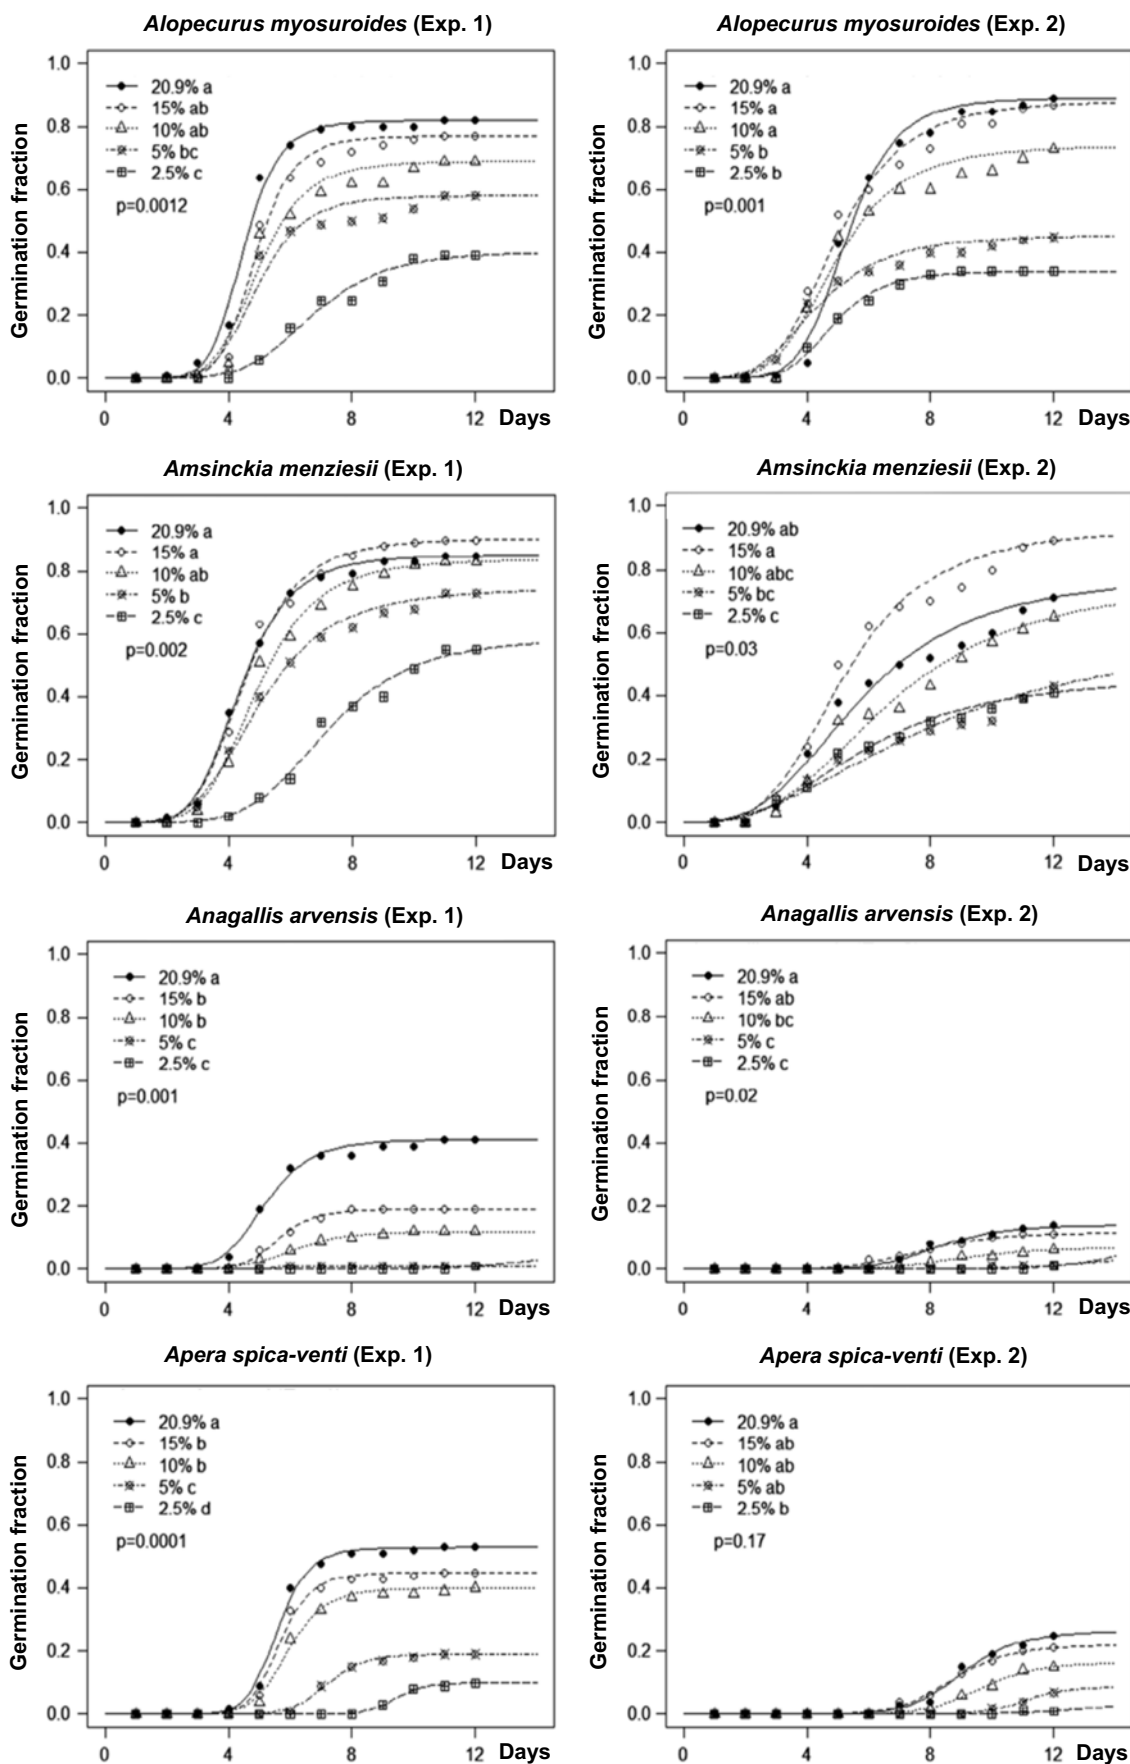 Alopecurus myosuroides (Exp. 1)
1.0
0.8
0.6
0.4
0.2
0.0
Germination fraction
20.9% a
15% ab
10% ab
5% bc
2.5% c
p=0.0012
0 4 8 12 Days
Alopecurus myosuroides (Exp. 2)
1.0
0.8
0.6
0.4
0.2
0.0
Germination fraction
20.9% a
15% a
10% a
5% b
2.5% b
p=0.001
0 4 8 12 Days
Amsinckia menziesii (Exp. 1)
1.0
0.8
0.6
0.4
0.2
0.0
Germination fraction
20.9% a
15% a
10% ab
5% b
2.5% c
p=0.002
0 4 8 12 Days
Amsinckia menziesii (Exp. 2)
1.0
0.8
0.6
0.4
0.2
0.0
Germination fraction
20.9% ab
15% a
10% abc
5% bc
2.5% c
p=0.03
0 4 8 12 Days
Anagallis arvensis (Exp. 1)
1.0
0.8
0.6
0.4
0.2
0.0
Germination fraction
20.9% a
15% b
10% b
5% c
2.5% c
p=0.001
0 4 8 12 Days
Anagallis arvensis (Exp. 2)
1.0
0.8
0.6
0.4
0.2
0.0
Germination fraction
20.9% a
15% ab
10% bc
5% c
2.5% c
p=0.02
0 4 8 12 Days
Apera spica-venti (Exp. 1)
1.0
0.8
0.6
0.4
0.2
0.0
Germination fraction
20.9% a
15% b
10% b
5% c
2.5% d
p=0.0001
0 4 8 12 Days
Apera spica-venti (Exp. 2)
1.0
0.8
0.6
0.4
0.2
0.0
Germination fraction
20.9% a
15% ab
10% ab
5% ab
2.5% b
p=0.17
0 4 8 12 Days